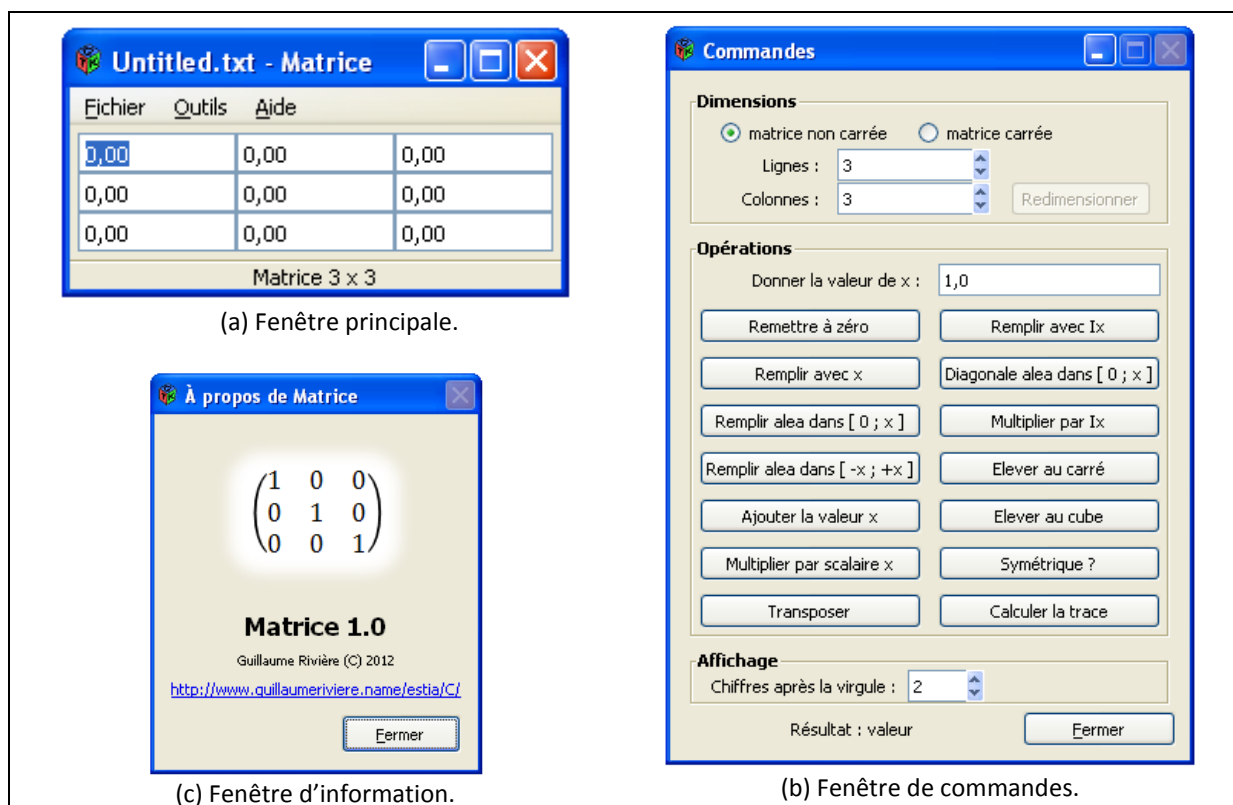 Untitled.txt - Matrice
Fichier Outils Aide
0,00 0,00 0,00
0,00 0,00 0,00
0,00 0,00 0,00
Matrice 3 x 3
(a) Fenêtre principale.
À propos de Matrice
1 0 0
0 1 0
0 0 1
Matrice 1.0
Guillaume Rivière (C) 2012
http://www.guillaumeriviere.name/estia/C/
Fermer
(c) Fenêtre d'information.
Commandes
Dimensions
matrice non carrée matrice carrée
Lignes : 3
Colonnes : 3 Redimensionner
Opérations
Donner la valeur de x : 1,0
Remettre à zéro Remplir avec Ix
Remplir avec x Diagonale alea dans [ 0 ; x ]
Remplir alea dans [ 0 ; x ] Multiplier par Ix
Remplir alea dans [ -x ; +x ] Elever au carré
Ajouter la valeur x Elever au cube
Multiplier par scalaire x Symétrique ?
Transposer Calculer la trace
Affichage
Chiffres après la virgule : 2
Résultat : valeur Fermer
(b) Fenêtre de commandes.